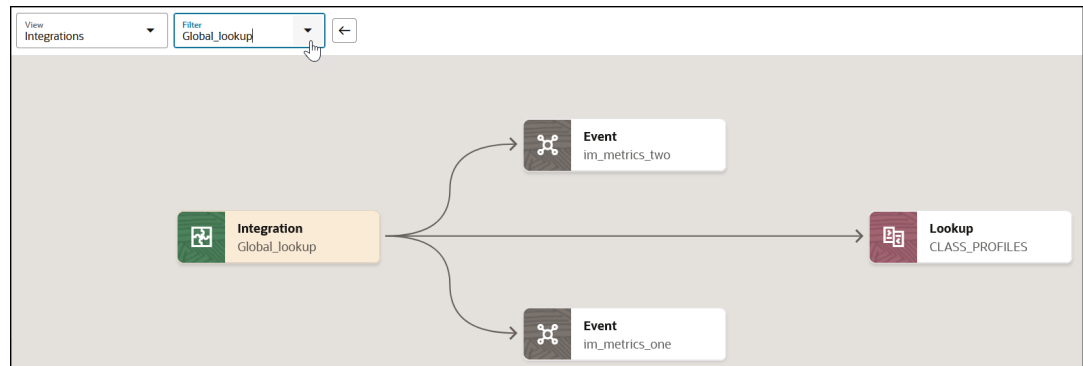 View
Integrations
Filter
Global_lookup
Event
im_metrics_two
Integration
Global_lookup
Lookup
CLASS_PROFILES
Event
im_metrics_one